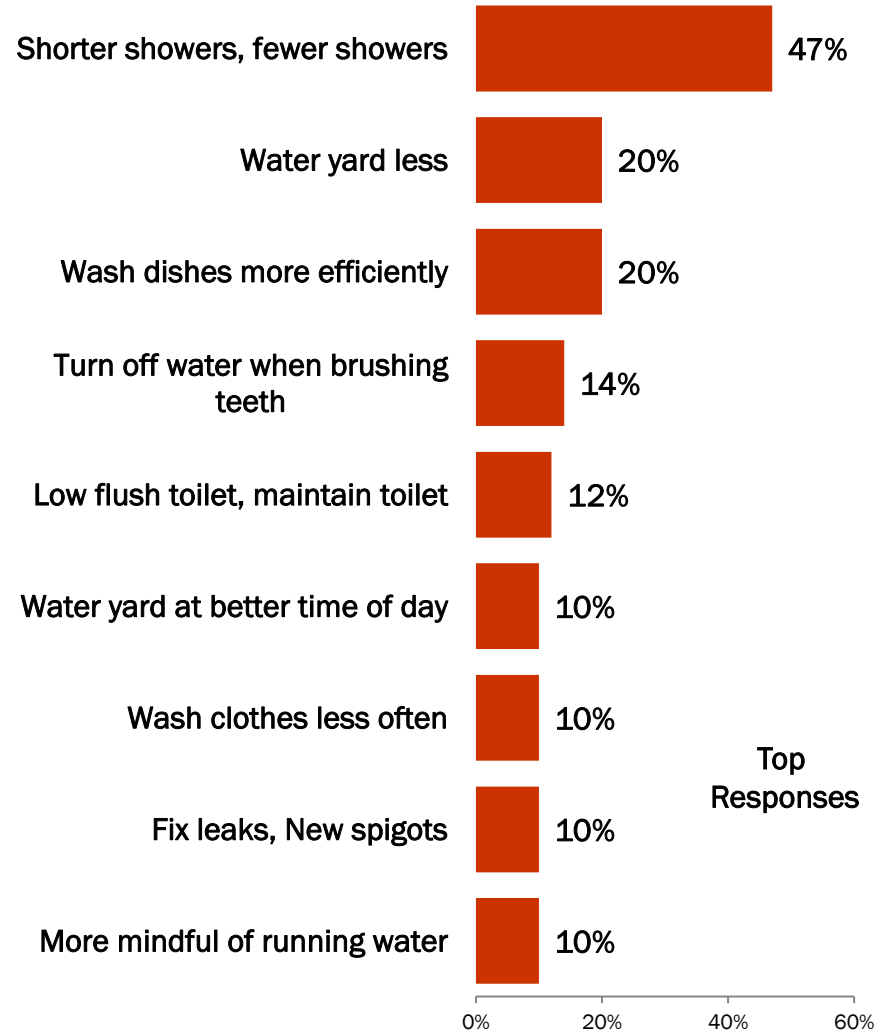 Shorter showers, fewer showers 47%
Water yard less 20%
Wash dishes more efficiently 20%
Turn off water when brushing
teeth
14%
Low flush toilet, maintain toilet 12%
Water yard at better time of day 10%
Wash clothes less often 10%
Top
Responses
Fix leaks, New spigots 10%
More mindful of running water 10%
0% 20% 40% 60%